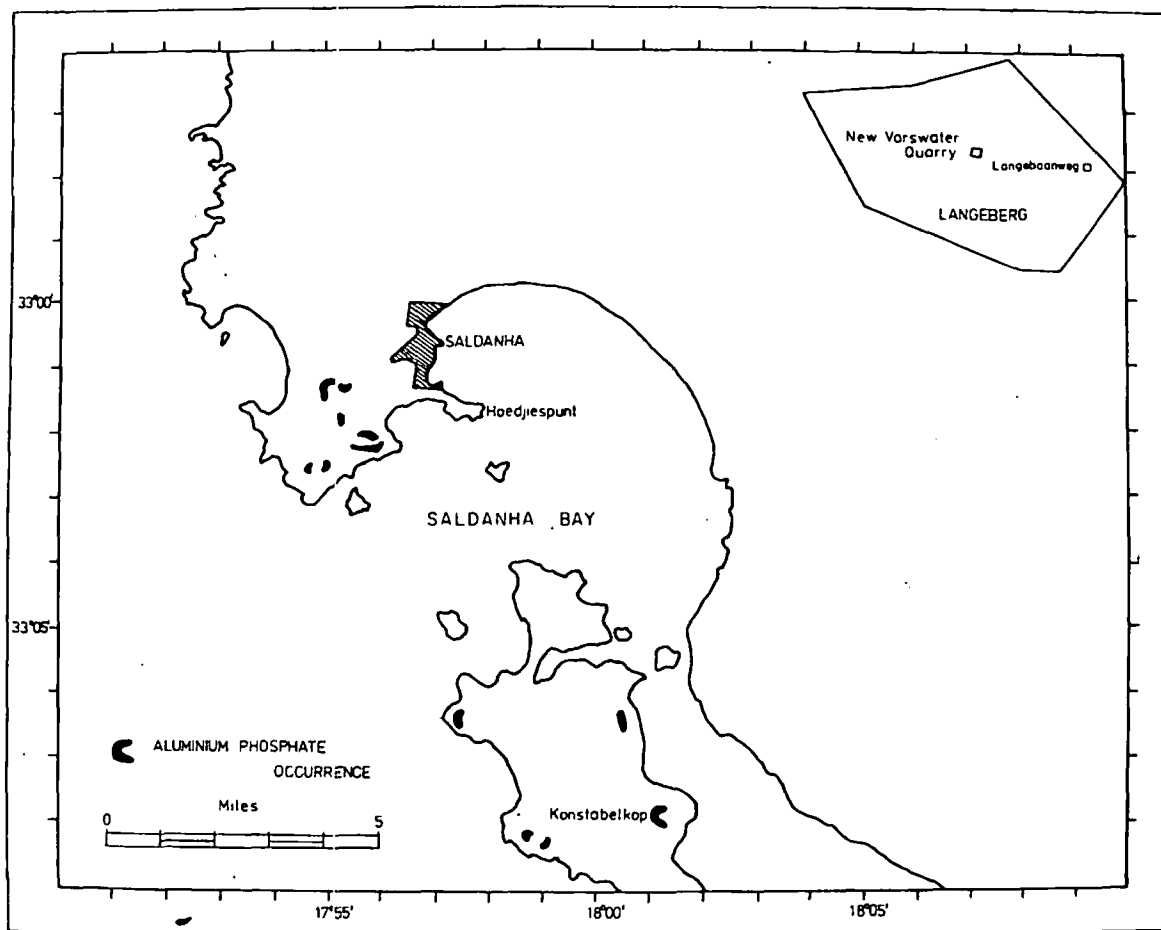 New Varswater
Quarry
Langebaanweg
LANGEBERG
33°00'
SALDANHA
Hoedjiespunt
SALDANHA BAY
33°05'
ALUMINIUM PHOSPHATE
OCCURRENCE
Miles
0 5
Konstabelkop
17°55' 18°00' 18°05'